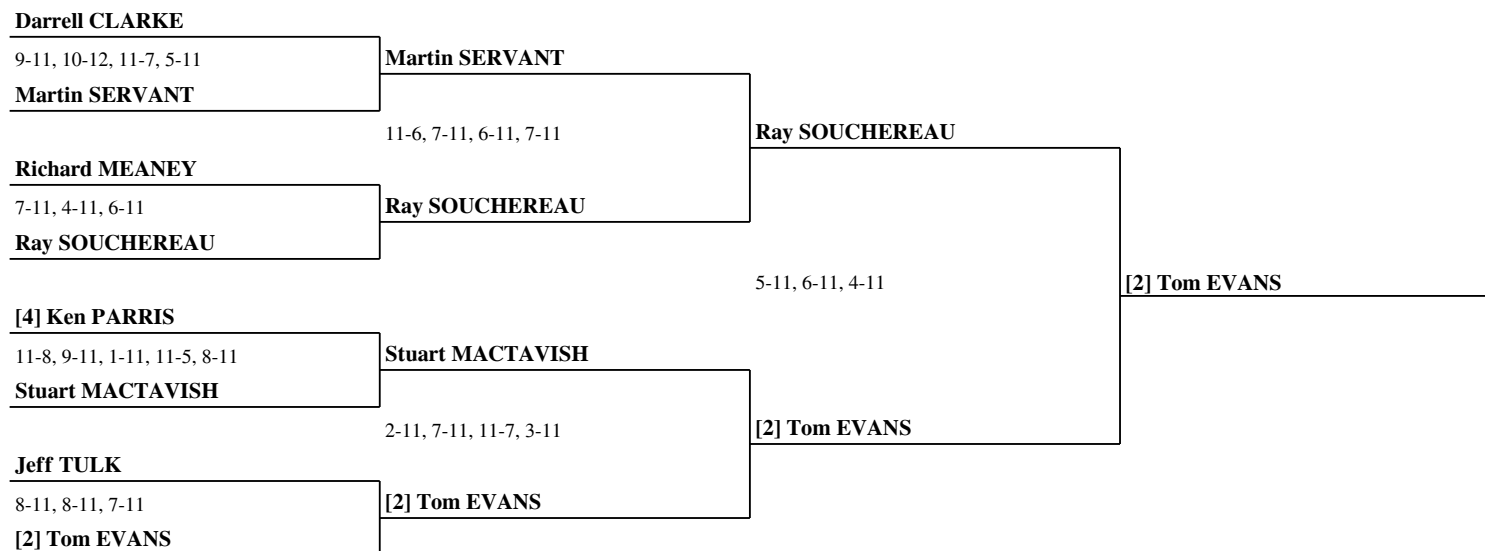 Darrell CLARKE
9-11, 10-12, 11-7, 5-11
Martin SERVANT
Martin SERVANT
11-6, 7-11, 6-11, 7-11
Ray SOUCHEREAU
Richard MEANEY
7-11, 4-11, 6-11
Ray SOUCHEREAU
Ray SOUCHEREAU
5-11, 6-11, 4-11
[2] Tom EVANS
[4] Ken PARRIS
11-8, 9-11, 1-11, 11-5, 8-11
Stuart MACTAVISH
Stuart MACTAVISH
2-11, 7-11, 11-7, 3-11
[2] Tom EVANS
Jeff TULK
8-11, 8-11, 7-11
[2] Tom EVANS
[2] Tom EVANS